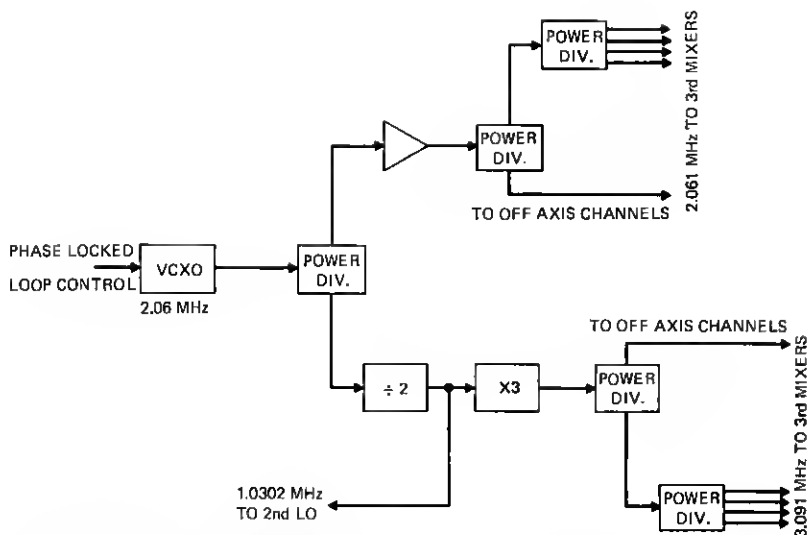 POWER
DIV.
2.061 MHz TO 3rd MIXERS
POWER
DIV.
TO OFF AXIS CHANNELS
PHASE LOCKED
LOOP CONTROL
VCXO
2.06 MHz
POWER
DIV.
TO OFF AXIS CHANNELS
÷ 2
X3
POWER
DIV.
3.091 MHz TO 3rd MIXERS
1.0302 MHz
TO 2nd LO
POWER
DIV.